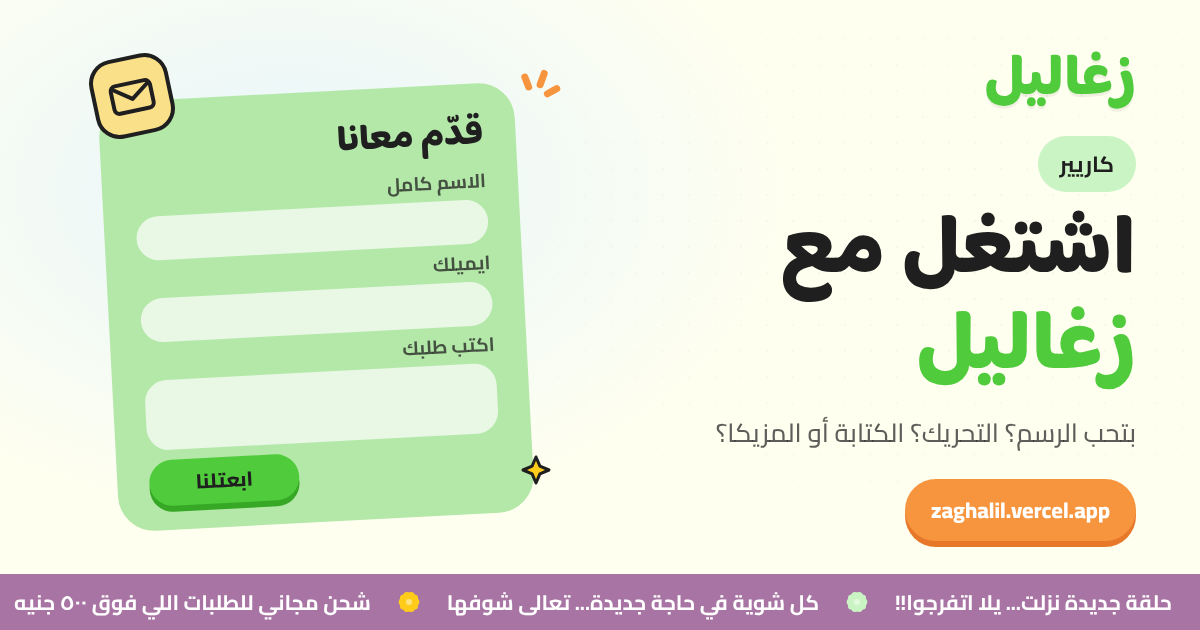 زغاليل
كاريير
اشتغل مع
زغاليل
بتحب الرسم؟ التحريك؟ الكتابة أو المزيكا؟
zaghalil.vercel.app
قدّم معانا
الاسم كامل
ايميلك
اكتب طلبك
ابعتلنا
حلقة جديدة نزلت... يلا اتفرجوا!! كل شوية في حاجة جديدة... تعالى شوفها شحن مجاني للطلبات اللي فوق ٥٠٠ جنيه